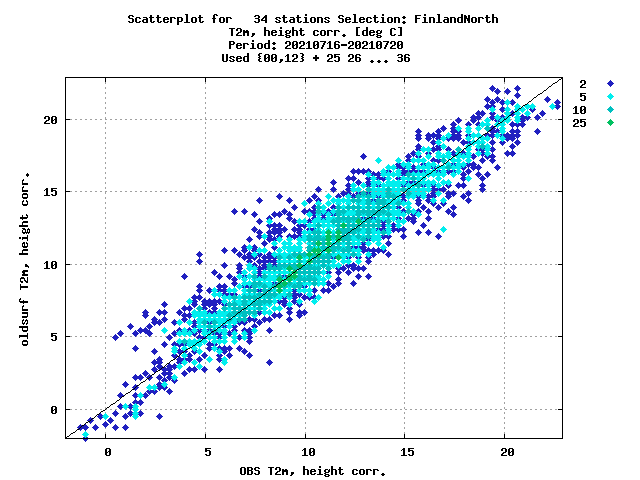 Scatterplot for   34 stations Selection: FinlandNorth
T2m, height corr. [deg C]
Period: 20210716-20210720
Used {00,12} + 25 26 ... 36
2
5
10
25
oldsurf T2m, height corr.
20
15
10
5
0
0 5 10 15 20
OBS T2m, height corr.